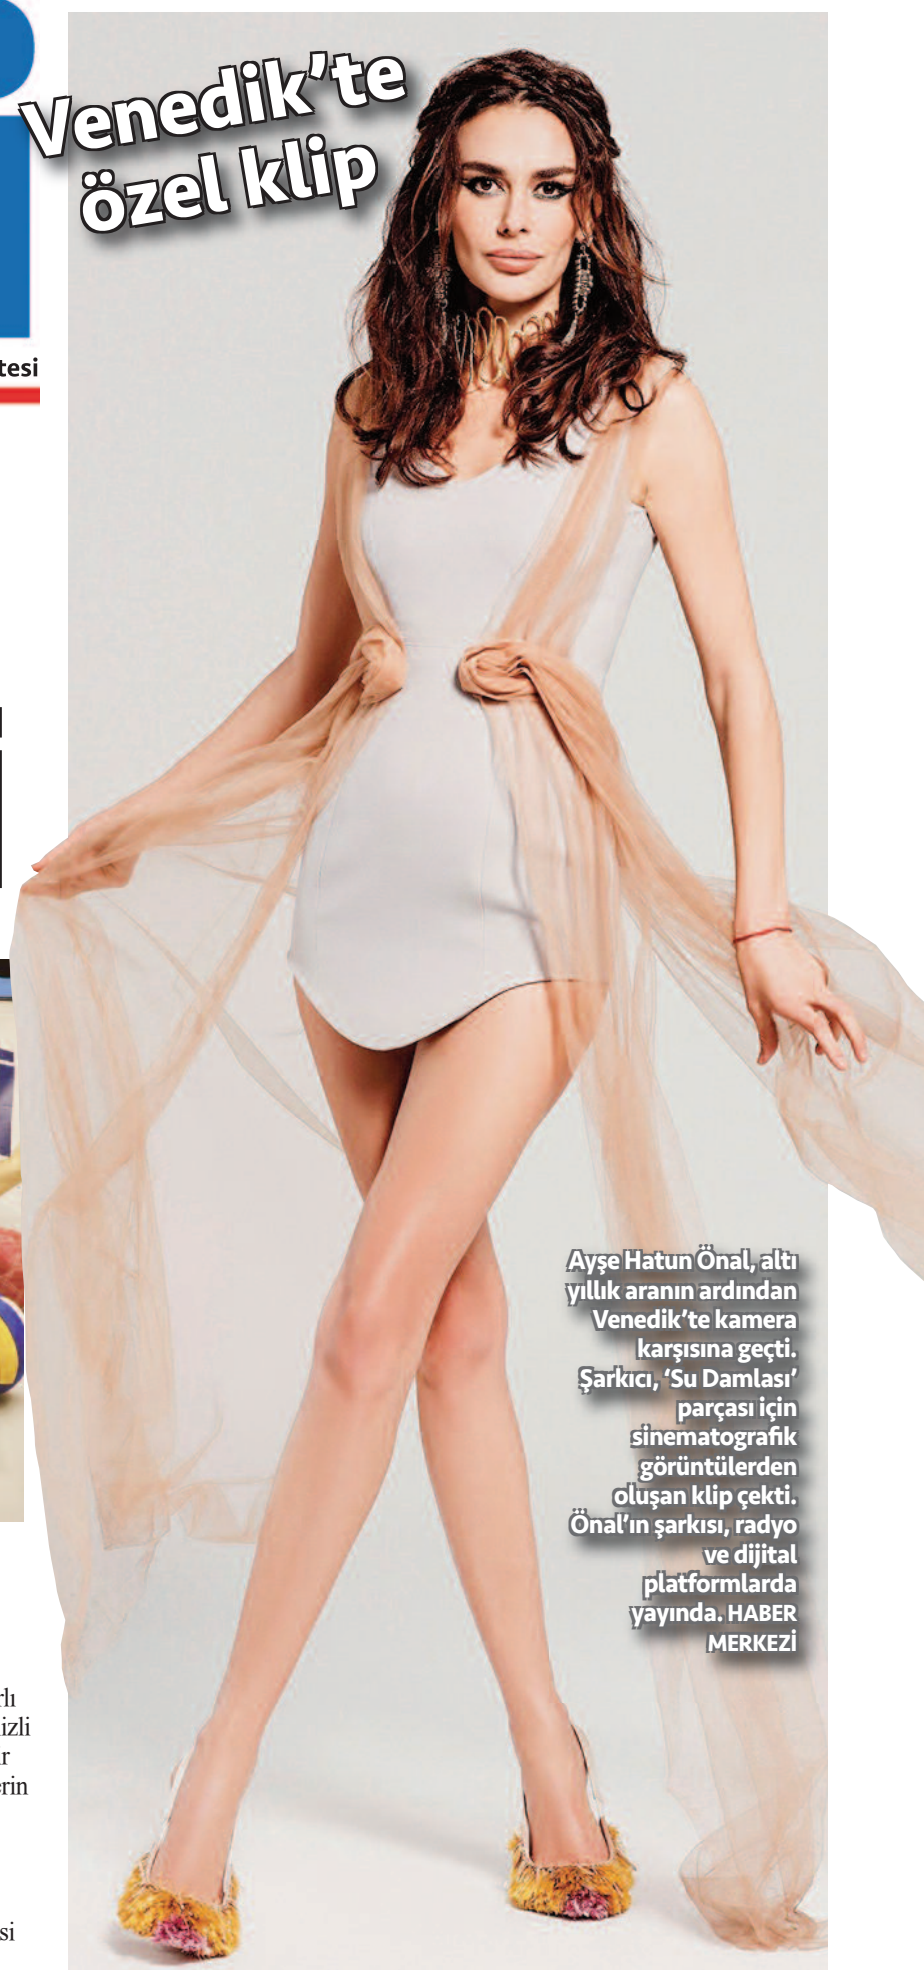 Venedik’te
özel klip
tesi
Ayşe Hatun Önal, altı
yıllık aranın ardından
Venedik’te kamera
karşısına geçti.
Şarkıcı, ‘Su Damlası’
parçası için
sinematografik
görüntülerden
oluşan klip çekti.
Önal’ın şarkısı, radyo
ve dijital
platformlarda
yayında. HABER
MERKEZİ
rlı
izli
ir
erin
si